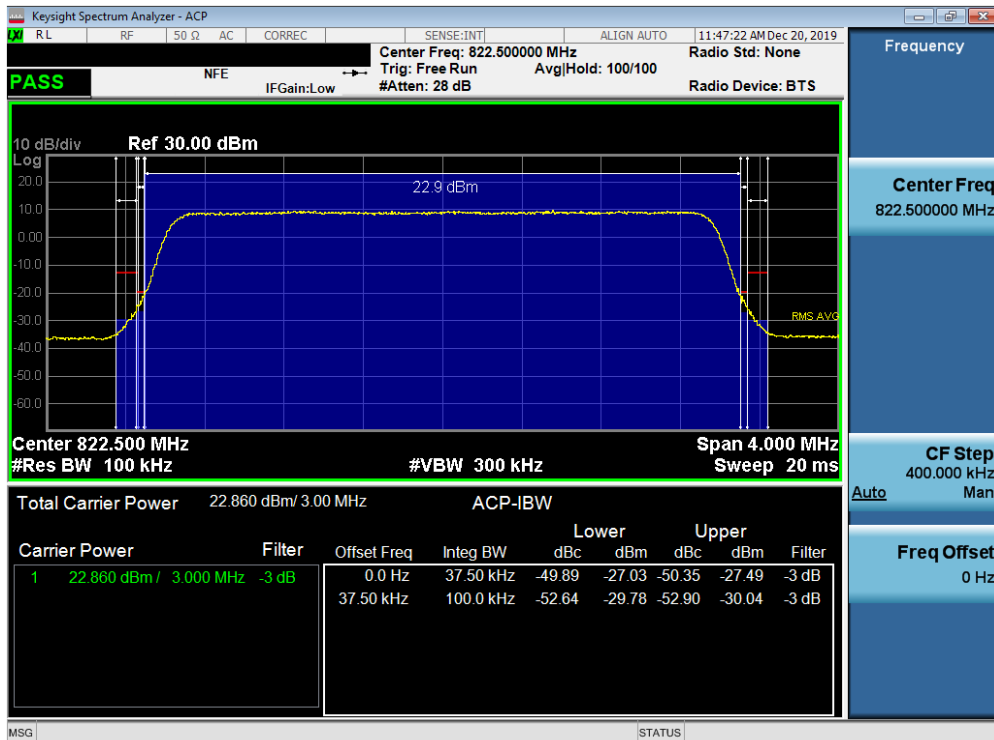 Keysight Spectrum Analyzer - ACP
LXI RL RF 50 Ω AC CORREC SENSE:INT ALIGN AUTO 11:47:22 AM Dec 20, 2019
PASS
NFE
IFGain:Low
Center Freq: 822.500000 MHz
Trig: Free Run Avg|Hold: 100/100
#Atten: 28 dB
Radio Std: None
Radio Device: BTS
10 dB/div Ref 30.00 dBm
Log
20.0
10.0
0.00
-10.0
-20.0
-30.0
-40.0
-50.0
-60.0
22.9 dBm
RMS AVG
Center 822.500 MHz Span 4.000 MHz
#Res BW 100 kHz #VBW 300 kHz Sweep 20 ms
Total Carrier Power 22.860 dBm/ 3.00 MHz ACP-IBW
Lower Upper
Carrier Power Filter Offset Freq Integ BW dBc dBm dBc dBm Filter
1 22.860 dBm / 3.000 MHz -3 dB 0.0 Hz 37.50 kHz -49.89 -27.03 -50.35 -27.49 -3 dB
37.50 kHz 100.0 kHz -52.64 -29.78 -52.90 -30.04 -3 dB
MSG STATUS
Frequency
Center Freq
822.500000 MHz
CF Step
400.000 kHz
Auto Man
Freq Offset
0 Hz